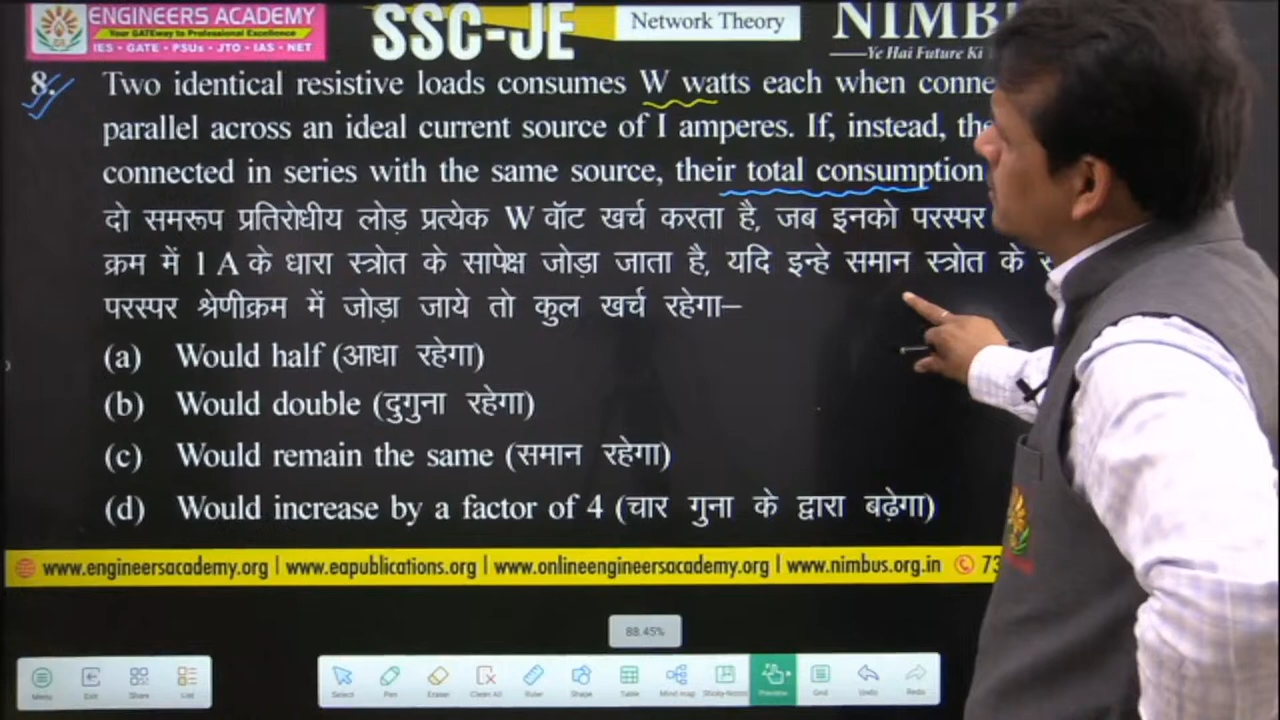 ENGINEERS ACADEMY
Your GATEway to Professional Excellence
IES • GATE • PSUs • JTO • IAS • NET
SSC-JE
Network Theory
Ye Hai Future Ki
8. Two identical resistive loads consumes W watts each when
parallel across an ideal current source of I amperes. If, instead,
connected in series with the same source, their total consumption
दो समरूप प्रतिरोधीय लोड़ प्रत्येक W वॉट खर्च करता है, जब इनको परस्पर
क्रम में 1 A के धारा स्त्रोत के सापेक्ष जोड़ा जाता है, यदि इन्हे समान स्त्रोत के
परस्पर श्रेणीक्रम में जोड़ा जाये तो कुल खर्च रहेगा–
(a) Would half (आधा रहेगा)
(b) Would double (दुगुना रहेगा)
(c) Would remain the same (समान रहेगा)
(d) Would increase by a factor of 4 (चार गुना के द्वारा बढ़ेगा)
www.engineersacademy.org | www.eapublications.org | www.onlineengineersacademy.org | www.nimbus.org.in 73
88.45%
Menu Exit Share List Select Pen Eraser Clean All Ruler Shape Table Mind map Sticky-Notes Preview Grid Undo Redo